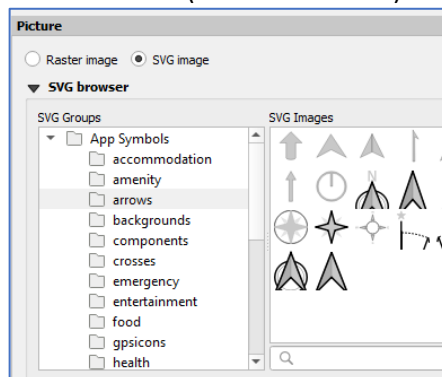 Picture
Raster image SVG image
SVG browser
SVG Groups
SVG Images
App Symbols
accommodation
amenity
arrows
backgrounds
components
crosses
emergency
entertainment
food
gpsicons
health
N